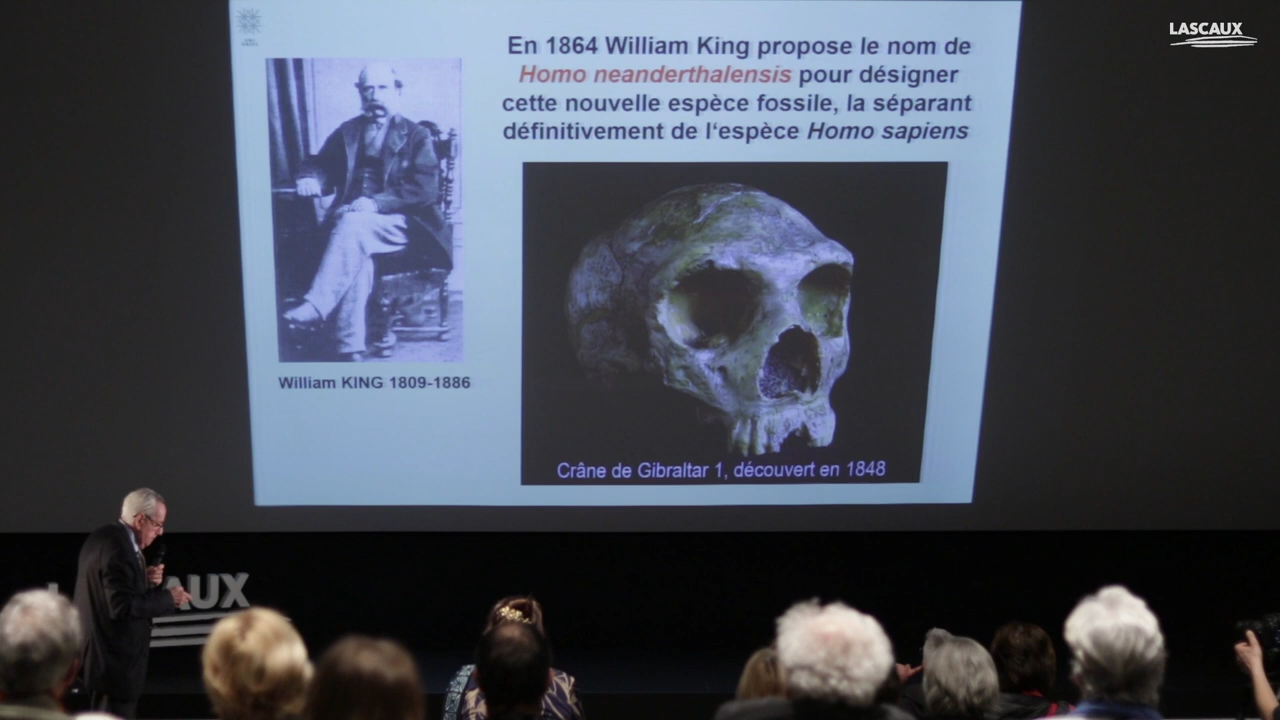 LASCAUX
En 1864 William King propose le nom de
Homo neanderthalensis pour désigner
cette nouvelle espèce fossile, la séparant
définitivement de l'espèce Homo sapiens
William KING 1809-1886
Crâne de Gibraltar 1, découvert en 1848
AUX